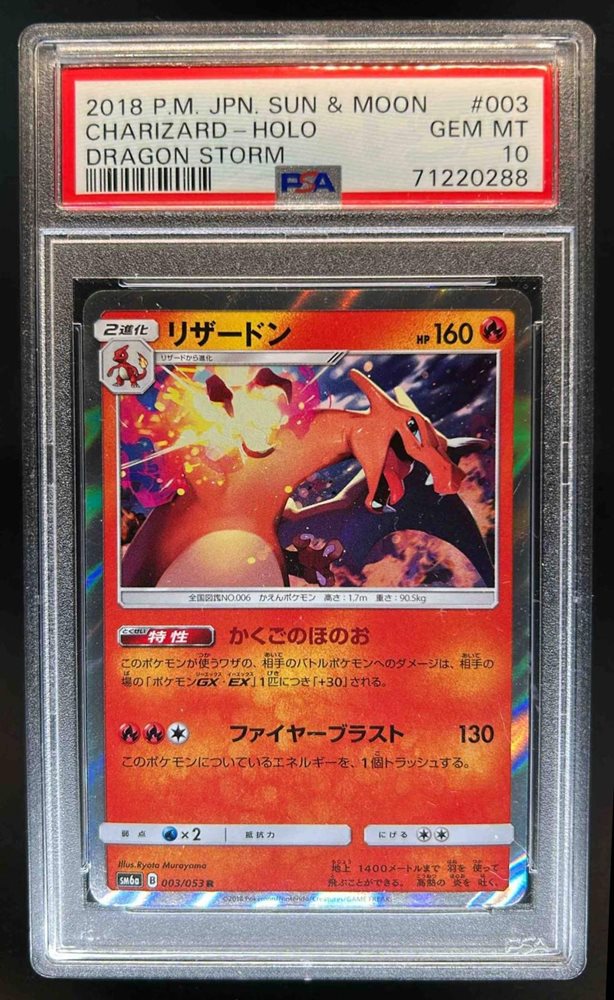 2018 P.M. JPN. SUN & MOON #003
CHARIZARD – HOLO GEM MT
DRAGON STORM 10
PSA 71220288
2進化 リザードン HP 160
リザードから進化
全国図鑑NO.006 かえんポケモン 高さ:1.7m 重さ:90.5kg
とくせい
特性 かくごのほのお
このポケモンが使うワザの、相手のバトルポケモンへのダメージは、相手の
場の「ポケモンGX・EX」1匹につき「+30」される。
ファイヤーブラスト 130
このポケモンについているエネルギーを、1個トラッシュする。
弱点 ×2 抵抗力 にげる
Illus.Ryota Murayama
地上 1400メートルまで 羽を 使って
飛ぶことができる。 高熱の 炎を 吐く。
SM6a B 003/053 R
©2018 Pokémon/Nintendo/Creatures/GAME FREAK.
PSA